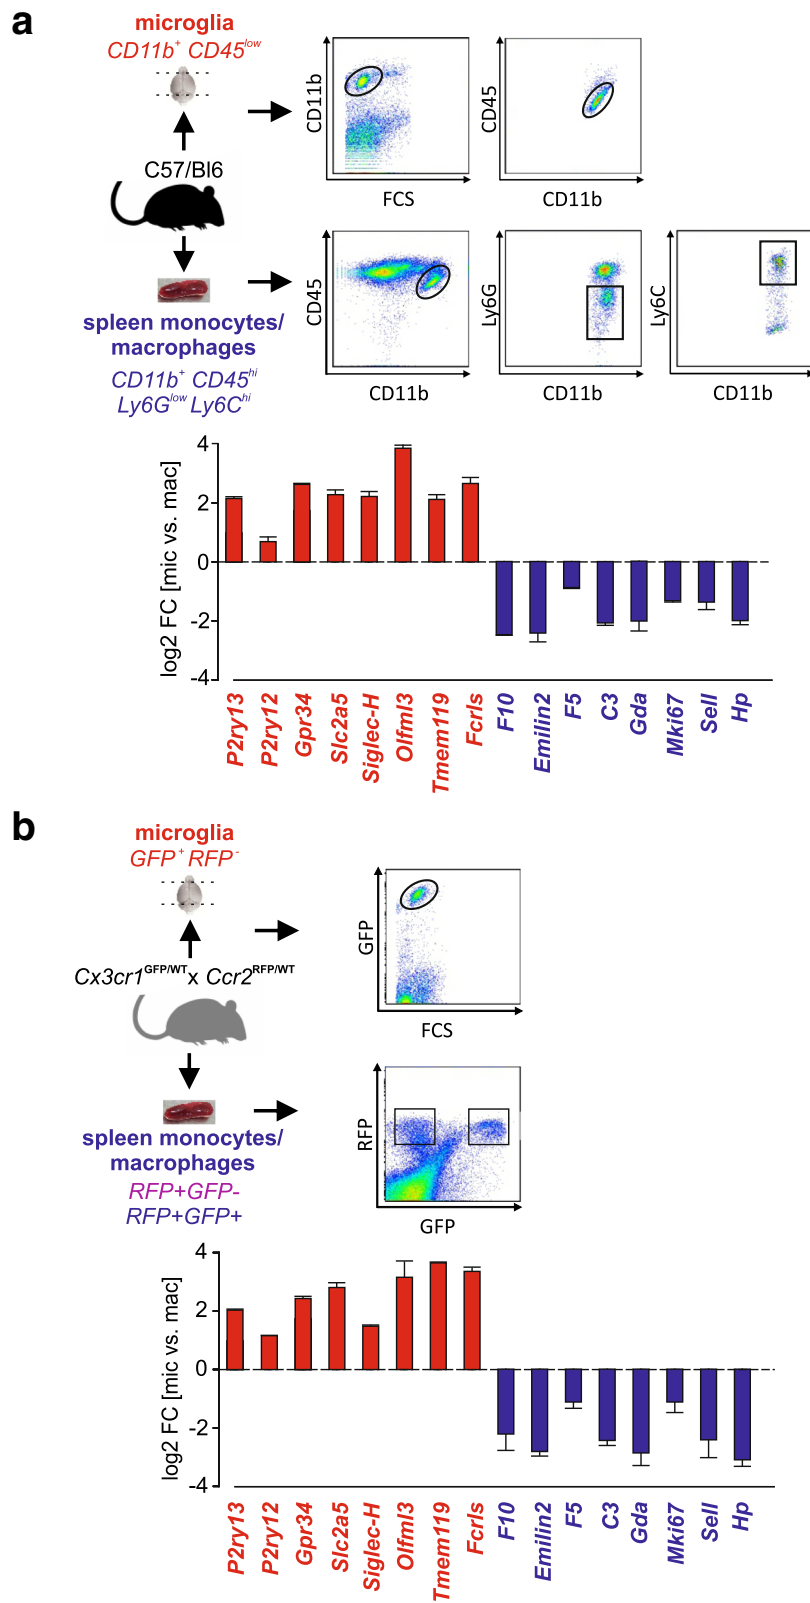 a
microglia
CD11b+ CD45low
C57/Bl6
spleen monocytes/
macrophages
CD11b+ CD45hi
Ly6Glow Ly6Chi
CD11b
FCS
CD45
CD11b
CD45
CD11b
Ly6G
CD11b
Ly6C
CD11b
log2 FC [mic vs. mac]
4
2
0
-2
-4
P2ry13
P2ry12
Gpr34
Slc2a5
Siglec-H
Olfml3
Tmem119
Fcrls
F10
Emilin2
F5
C3
Gda
Mki67
Sell
Hp
b
microglia
GFP+ RFP-
Cx3cr1GFP/WT x Ccr2RFP/WT
spleen monocytes/
macrophages
RFP+GFP-
RFP+GFP+
GFP
FCS
RFP
GFP
log2 FC [mic vs. mac]
4
2
0
-2
-4
P2ry13
P2ry12
Gpr34
Slc2a5
Siglec-H
Olfml3
Tmem119
Fcrls
F10
Emilin2
F5
C3
Gda
Mki67
Sell
Hp